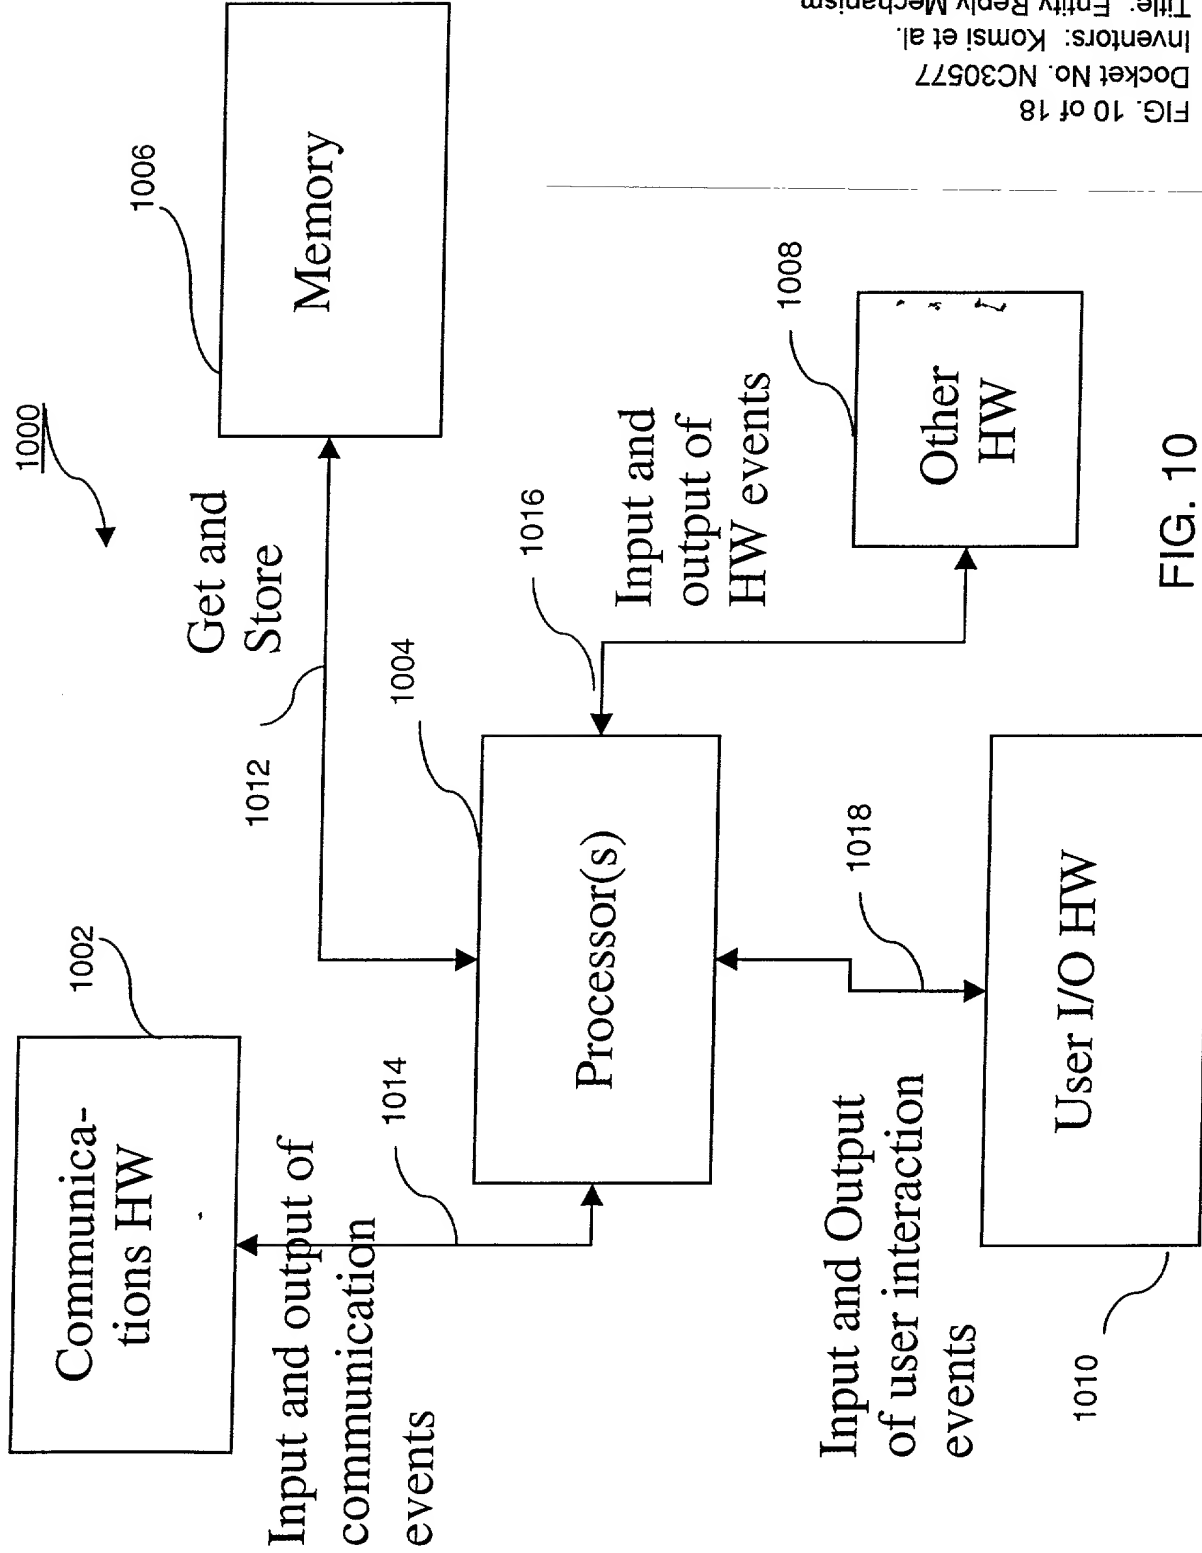 1000
1006
Memory
Get and
Store
1012
1002
Communica-
tions HW
1014
Input and output of
communication
events
1004
Processor(s)
1016
Input and
output of
HW events
1008
Other
HW
1018
Input and Output
of user interaction
events
User I/O HW
1010
FIG. 10
FIG. 10 of 18
Docket No. NC30577
Inventors: Komsi et al.
Title: Entity Reply Mechanism